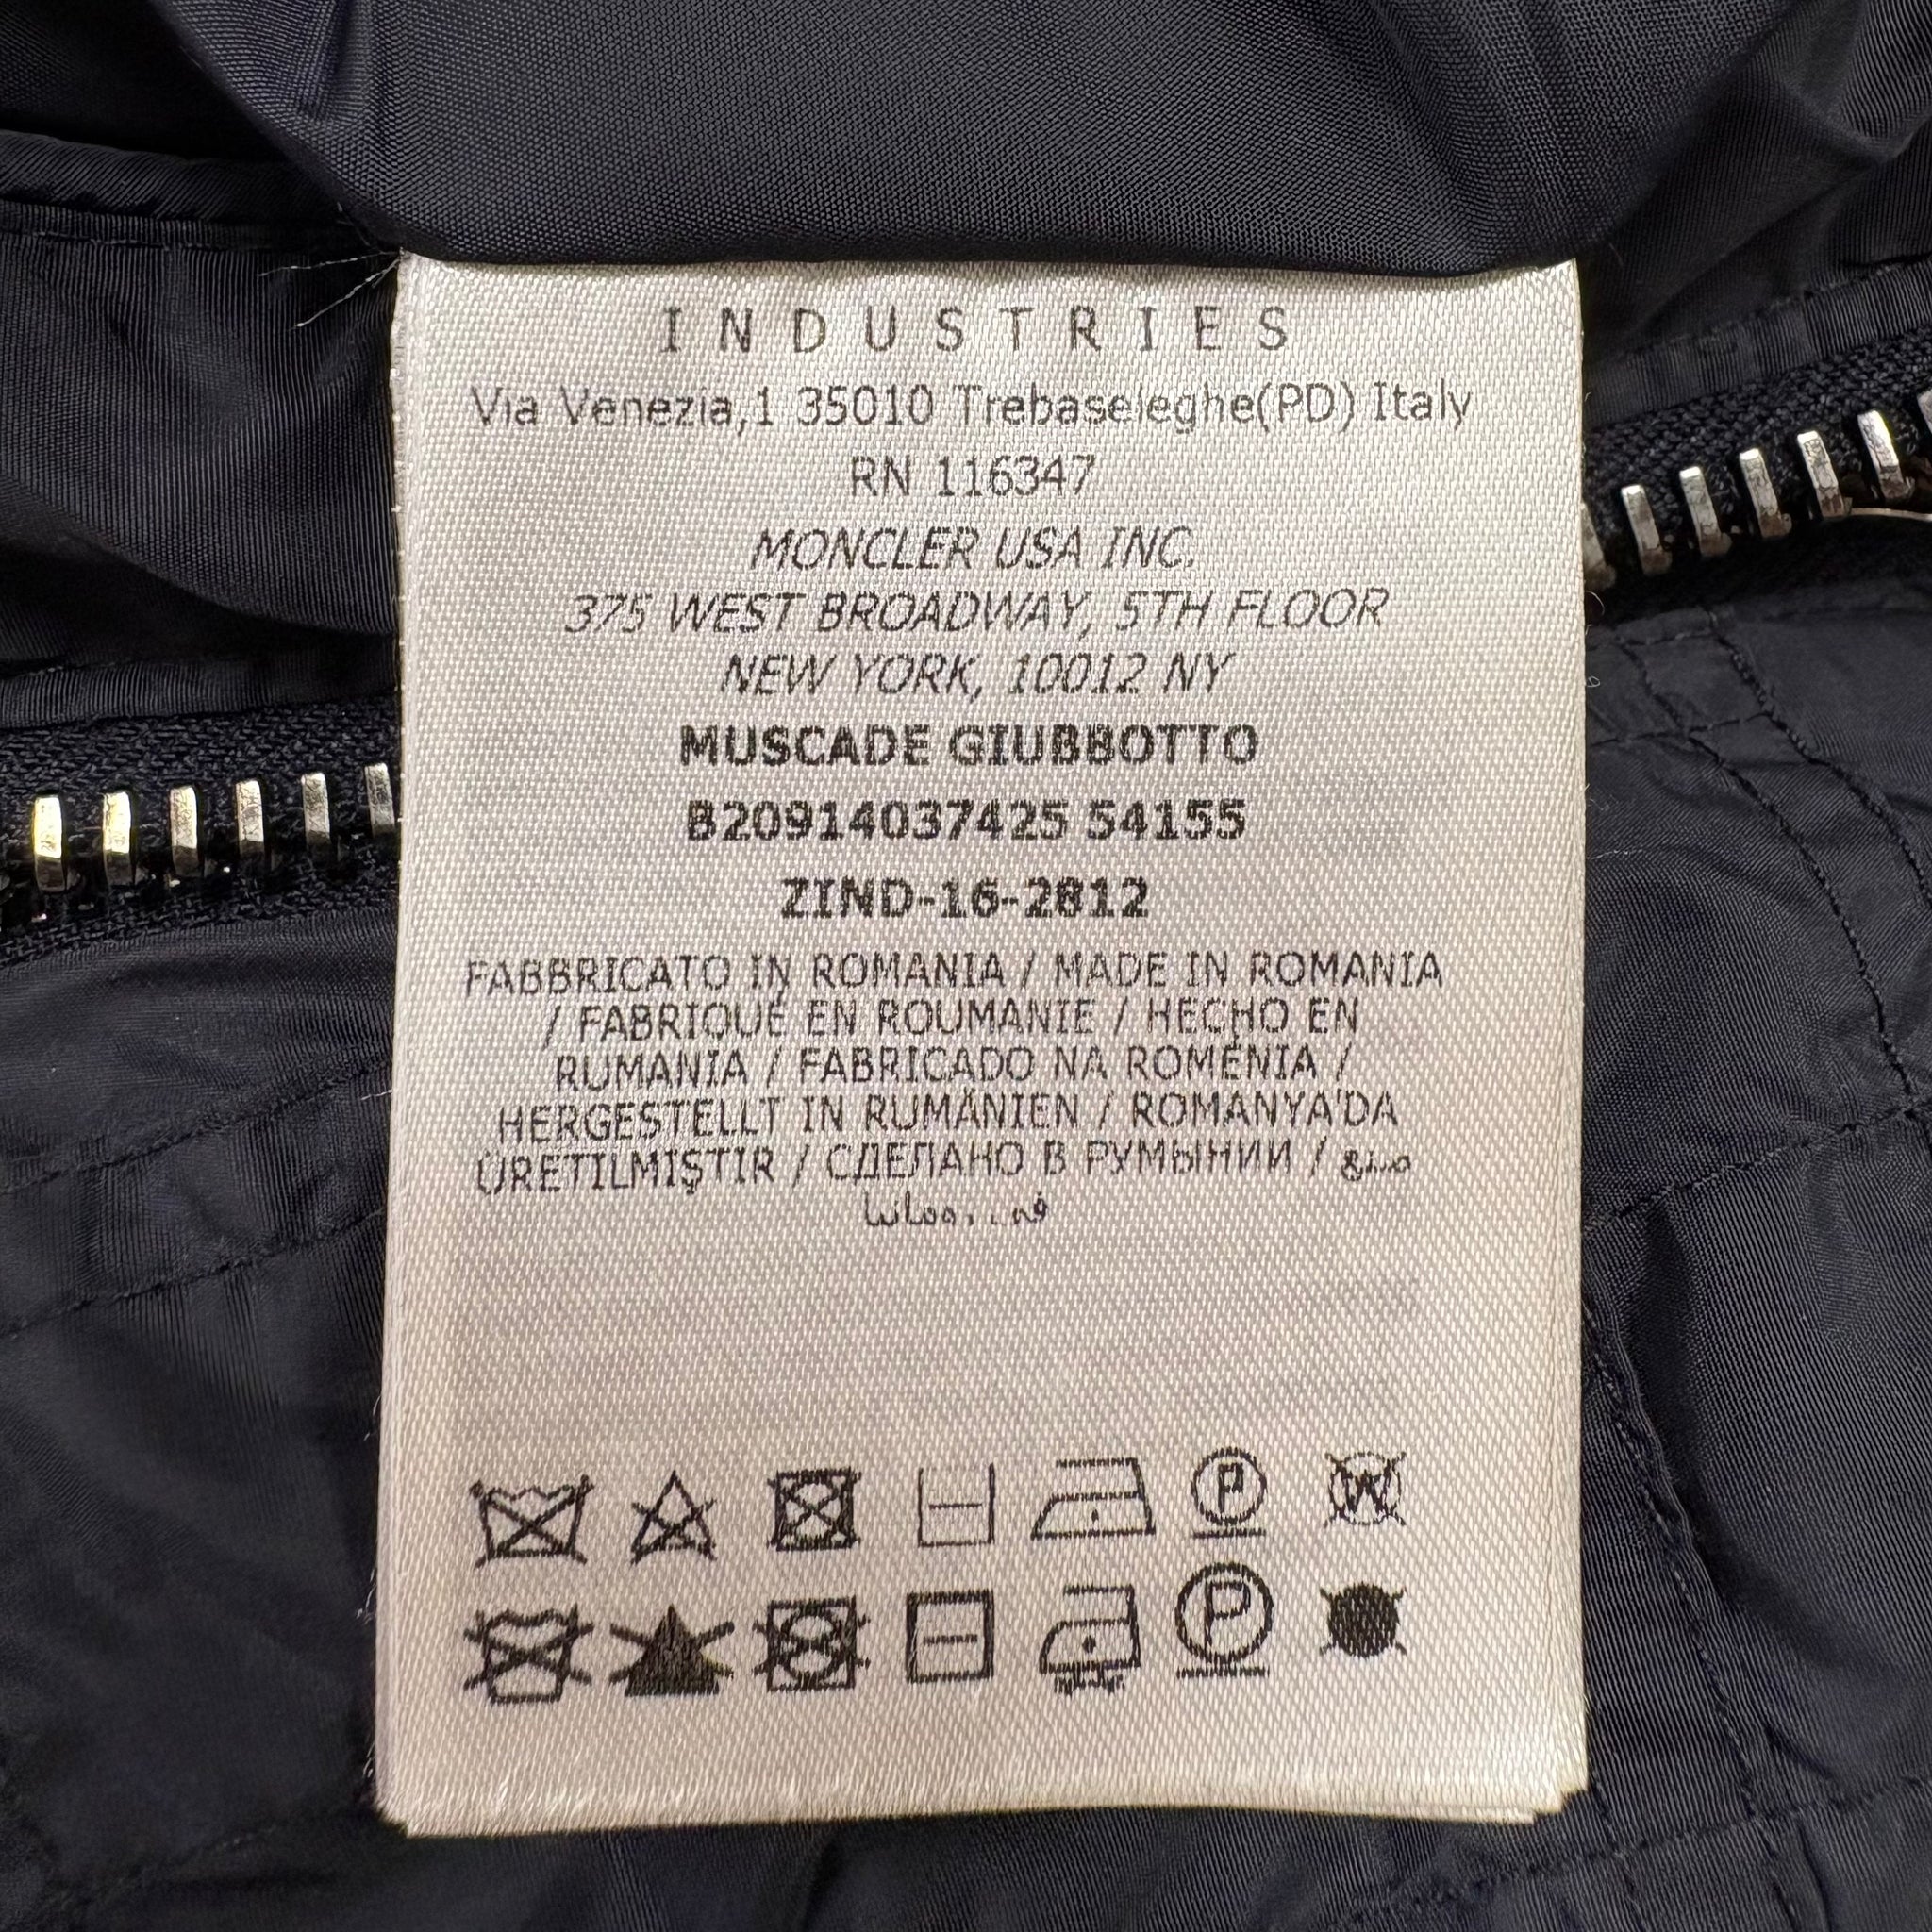 INDUSTRIES
Via Venezia,1 35010 Trebaseleghe(PD) Italy
RN 116347
MONCLER USA INC.
375 WEST BROADWAY, 5TH FLOOR
NEW YORK, 10012 NY
MUSCADE GIUBBOTTO
B20914037425 54155
ZIND-16-2812
FABBRICATO IN ROMANIA / MADE IN ROMANIA
/ FABRIQUÉ EN ROUMANIE / HECHO EN
RUMANIA / FABRICADO NA ROMÊNIA /
HERGESTELLT IN RUMÄNIEN / ROMANYA'DA
ÜRETILMIŞTIR / СДЕЛАНО В РУМЫНИИ /
P W
P